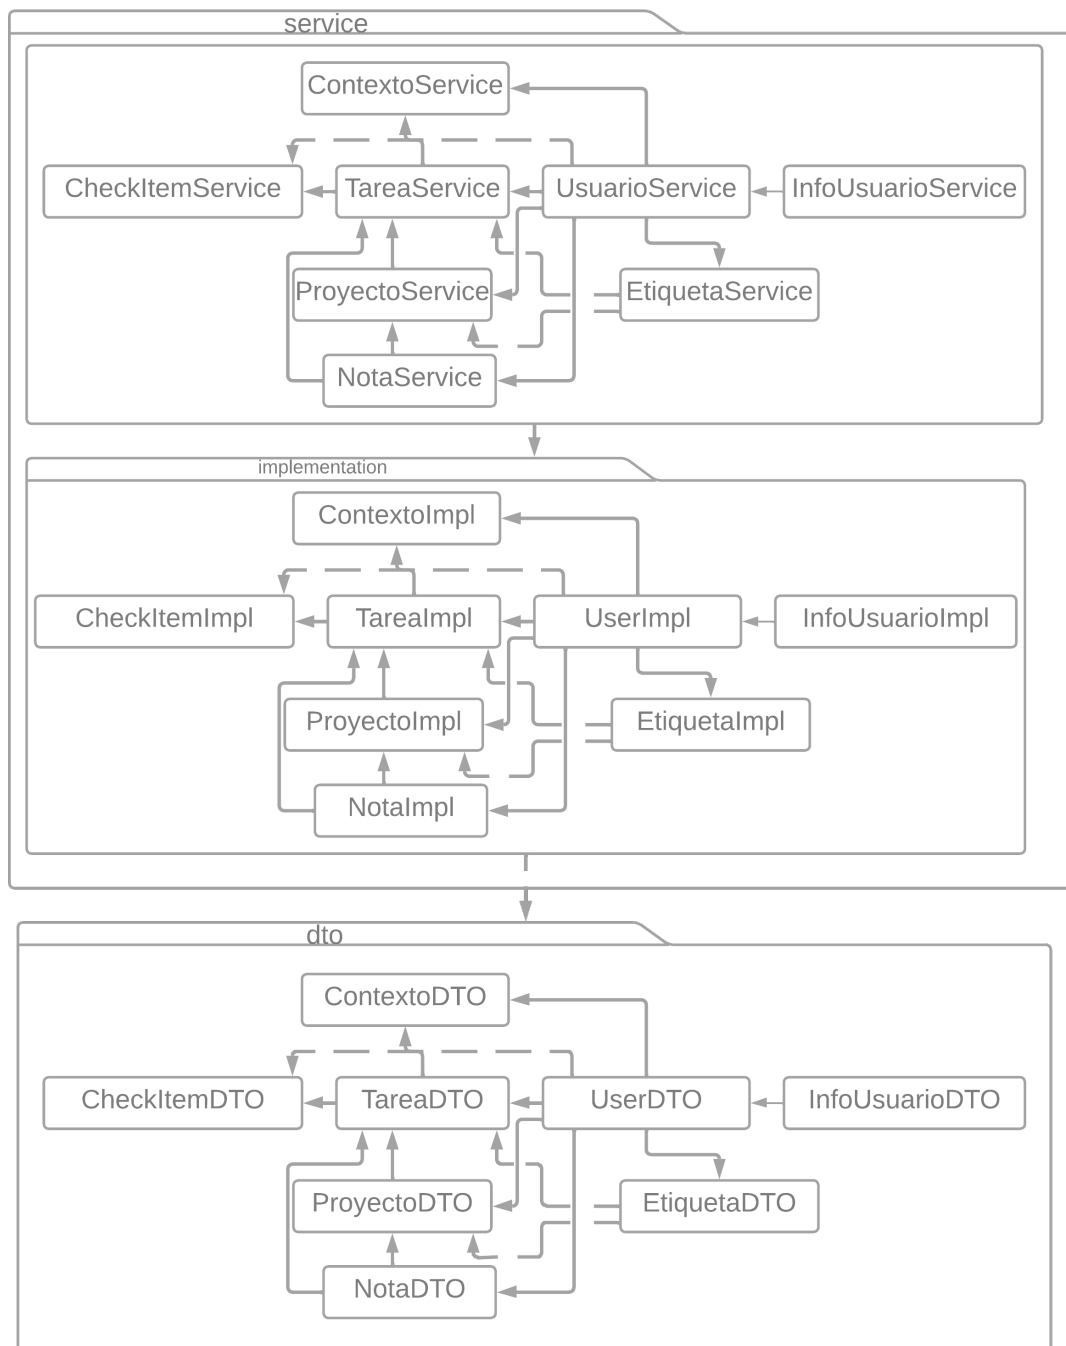 service
ContextoService
CheckItemService
TareaService
UsuarioService
InfoUsuarioService
ProyectoService
EtiquetaService
NotaService
implementation
ContextoImpl
CheckItemImpl
TareaImpl
UserImpl
InfoUsuarioImpl
ProyectoImpl
EtiquetaImpl
NotaImpl
dto
ContextoDTO
CheckItemDTO
TareaDTO
UserDTO
InfoUsuarioDTO
ProyectoDTO
EtiquetaDTO
NotaDTO